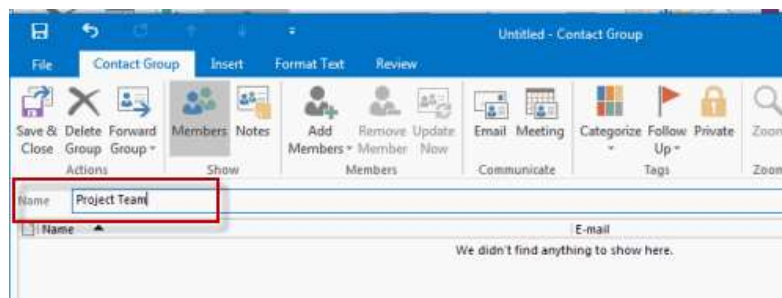 Untitled - Contact Group
File Contact Group Insert Format Text Review
Save & Close Delete Group Forward Group Members Notes Add Members Remove Member Update Now Email Meeting Categorize Follow Up Private Zoom
Actions Show Members Communicate Tags Zoom
Name Project Team
Name E-mail
We didn't find anything to show here.